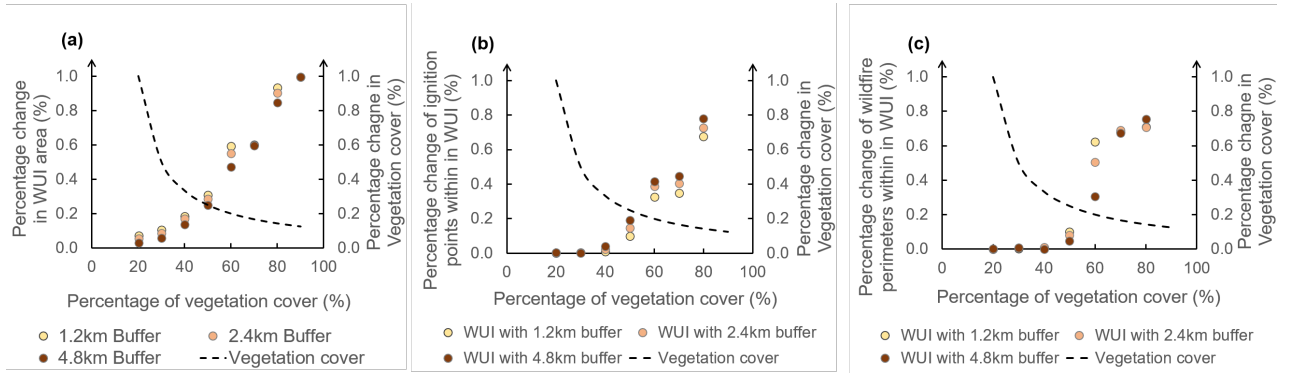 (a)
Percentage change
in WUI area (%)
1.0
0.8
0.6
0.4
0.2
0.0
1.0
0.8
0.6
0.4
0.2
0.0
Percentage chagne in
Vegetation cover (%)
0 20 40 60 80 100
Percentage of vegetation cover (%)
1.2km Buffer 2.4km Buffer
4.8km Buffer Vegetation cover
(b)
Percentage change of ignition
points within in WUI (%)
1.0
0.8
0.6
0.4
0.2
0.0
1.0
0.8
0.6
0.4
0.2
0.0
Percentage chagne in
Vegetation cover (%)
0 20 40 60 80 100
Percentage of vegetation cover (%)
WUI with 1.2km buffer WUI with 2.4km buffer
WUI with 4.8km buffer Vegetation cover
(c)
Percentage change of wildfire
perimeters within in WUI (%)
1.0
0.8
0.6
0.4
0.2
0.0
1.0
0.8
0.6
0.4
0.2
0.0
Percentage chagne in
Vegetation cover (%)
0 20 40 60 80 100
Percentage of vegetation cover (%)
WUI with 1.2km buffer WUI with 2.4km buffer
WUI with 4.8km buffer Vegetation cover